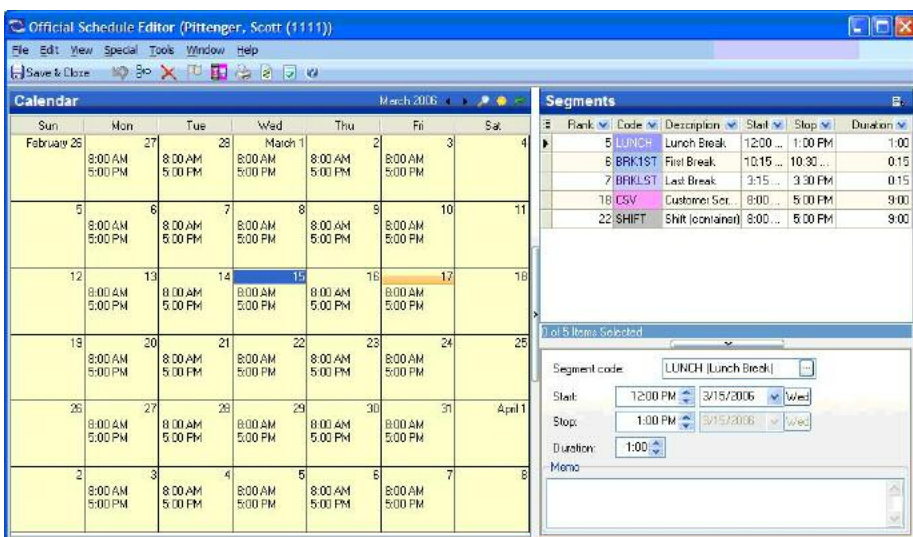 Official Schedule Editor (Pittenger, Scott (1111))
File Edit View Special Tools Window Help
Save & Close
Calendar March 2006
Sun Mon Tue Wed Thu Fri Sat
February 26 27 28 March 1 2 3 4
8:00 AM 8:00 AM 8:00 AM 8:00 AM 8:00 AM
5:00 PM 5:00 PM 5:00 PM 5:00 PM 5:00 PM
5 6 7 8 9 10 11
8:00 AM 8:00 AM 8:00 AM 8:00 AM 8:00 AM
5:00 PM 5:00 PM 5:00 PM 5:00 PM 5:00 PM
12 13 14 15 16 17 18
8:00 AM 8:00 AM 8:00 AM 8:00 AM 8:00 AM
5:00 PM 5:00 PM 5:00 PM 5:00 PM 5:00 PM
19 20 21 22 23 24 25
8:00 AM 8:00 AM 8:00 AM 8:00 AM 8:00 AM
5:00 PM 5:00 PM 5:00 PM 5:00 PM 5:00 PM
26 27 28 29 30 31 April 1
8:00 AM 8:00 AM 8:00 AM 8:00 AM 8:00 AM
5:00 PM 5:00 PM 5:00 PM 5:00 PM 5:00 PM
2 3 4 5 6 7 8
8:00 AM 8:00 AM 8:00 AM 8:00 AM 8:00 AM
5:00 PM 5:00 PM 5:00 PM 5:00 PM 5:00 PM
Segments
Rank Code Description Start Stop Duration
5 LUNCH Lunch Break 12:00 ... 1:00 PM 1:00
6 BRK1ST First Break 10:15 ... 10:30 ... 0:15
7 BRKLST Last Break 3:15 ... 3:30 PM 0:15
18 CSV Customer Ser... 8:00 ... 5:00 PM 9:00
22 SHIFT Shift (container) 8:00 ... 5:00 PM 9:00
of 5 Items Selected
Segment code: LUNCH (Lunch Break) ...
Start: 12:00 PM 3/15/2006 Wed
Stop: 1:00 PM 3/15/2006 Wed
Duration: 1:00
Memo